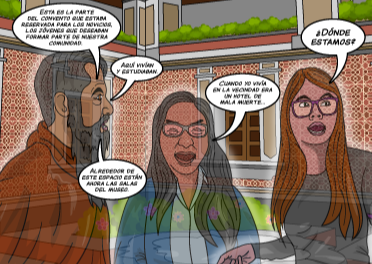 ESTA ES LA PARTE
DEL CONVENTO QUE ESTABA
RESERVADA PARA LOS NOVICIOS,
LOS JÓVENES QUE DESEABAN
FORMAR PARTE DE NUESTRA
COMUNIDAD.
AQUÍ VIVÍAN
Y ESTUDIABAN.
ALREDEDOR DE
ESTE ESPACIO ESTÁN
AHORA LAS SALAS
DEL MUSEO.
CUANDO YO VIVÍA
EN LA VECINDAD ERA
UN HOTEL DE
MALA MUERTE...
¿DÓNDE
ESTAMOS?